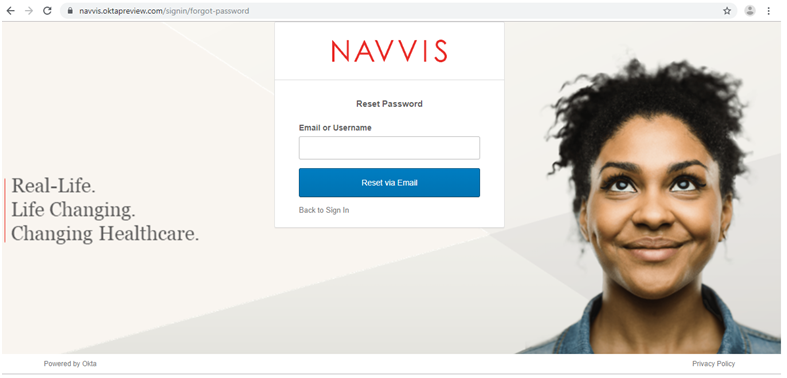 navvis.oktapreview.com/signin/forgot-password
NAVVIS
Reset Password
Email or Username
Reset via Email
Back to Sign In
Real-Life.
Life Changing.
Changing Healthcare.
Powered by Okta
Privacy Policy